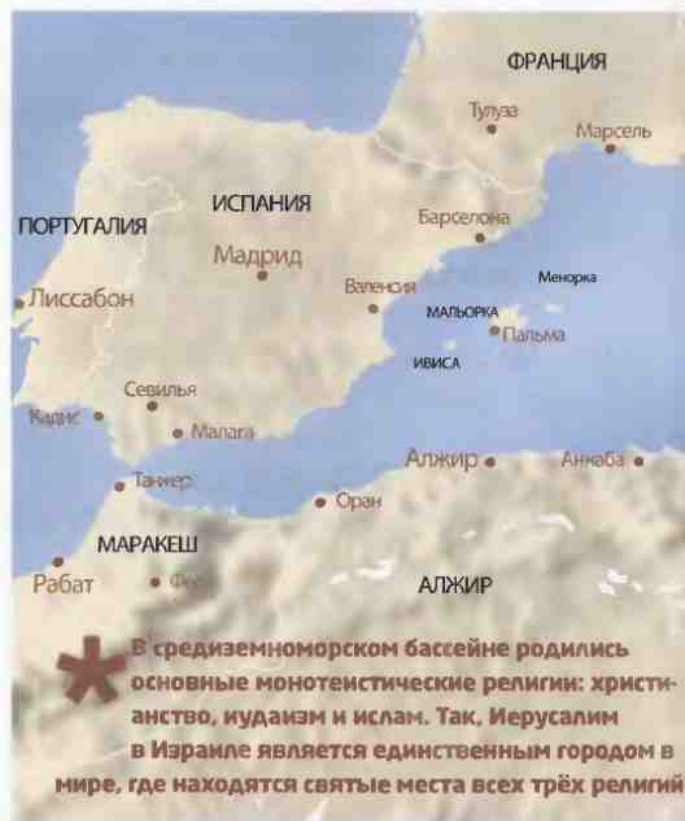 ФРАНЦИЯ
Тулуза
Марсель
ИСПАНИЯ
ПОРТУГАЛИЯ
Барселона
Мадрид
Менорка
Лиссабон
Валенсия
МАЛЬОРКА
Пальма
ИВИСА
Севилья
Кадис
Малага
Алжир
Аннаба
Танжер
Оран
МАРАКЕШ
Рабат
Фес
АЛЖИР
* В средиземноморском бассейне родились
основные монотеистические религии: христи-
анство, иудаизм и ислам. Так, Иерусалим
в Израиле является единственным городом в
мире, где находятся святые места всех трёх религий